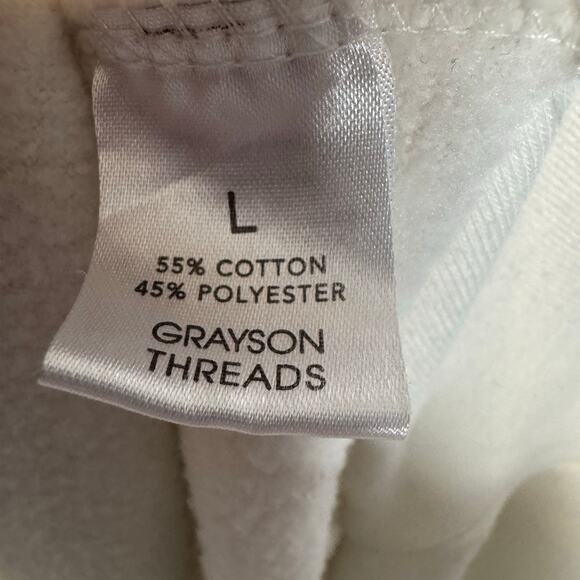 L
55% COTTON
45% POLYESTER
GRAYSON
THREADS